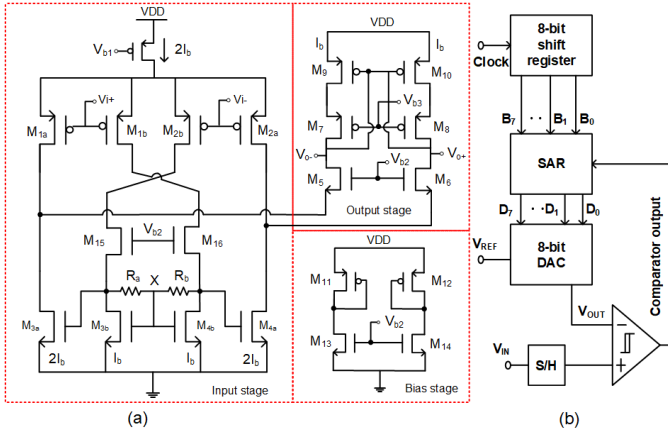 VDD
Vb1
2Ib
Vi+
Vi-
M1a
M1b
M2b
M2a
Vb2
M15
M16
Ra
X
Rb
M3a
M3b
M4b
M4a
2Ib
Ib
Ib
2Ib
Input stage
VDD
Ib
Ib
M9
M10
Vb3
M7
M8
Vo-
Vo+
Vb2
M5
M6
Output stage
VDD
M11
M12
Vb2
M13
M14
Bias stage
(a)
8-bit
shift
register
Clock
B7
B1
B0
SAR
D7
D1
D0
VREF
8-bit
DAC
VOUT
Comparator output
VIN
S/H
−
+
(b)